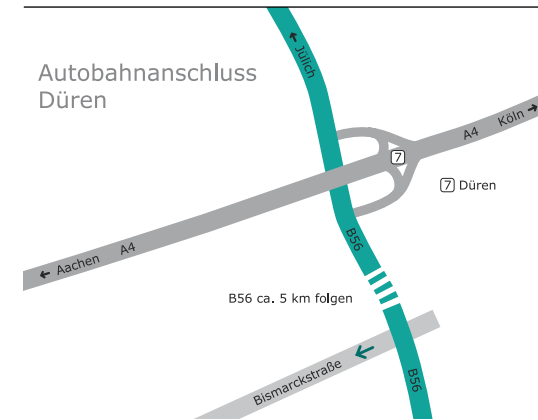 Autobahnanschluss
Düren
← Jülich
A4 Köln →
7
7 Düren
← Aachen A4
B56
B56 ca. 5 km folgen
Bismarckstraße
B56